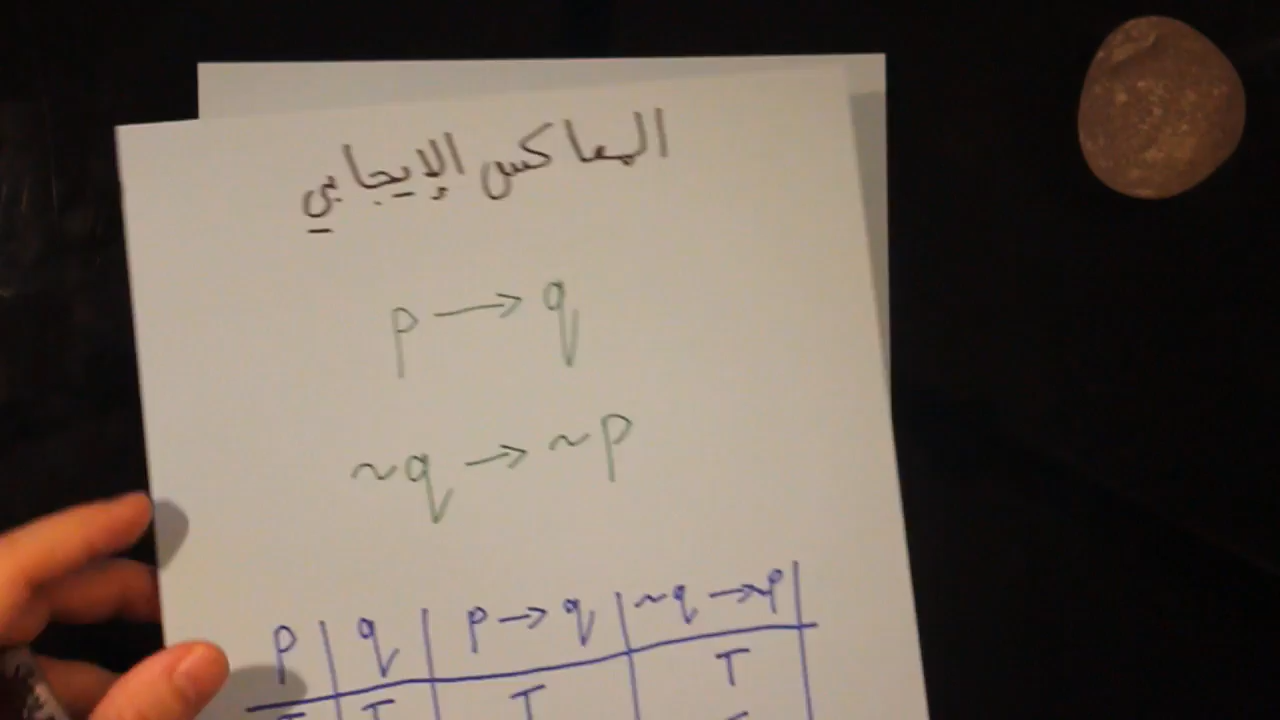 المعاكس الإيجابي
p → q
~q → ~p
p | q | p → q | ~q → ~p
T | T | T | T